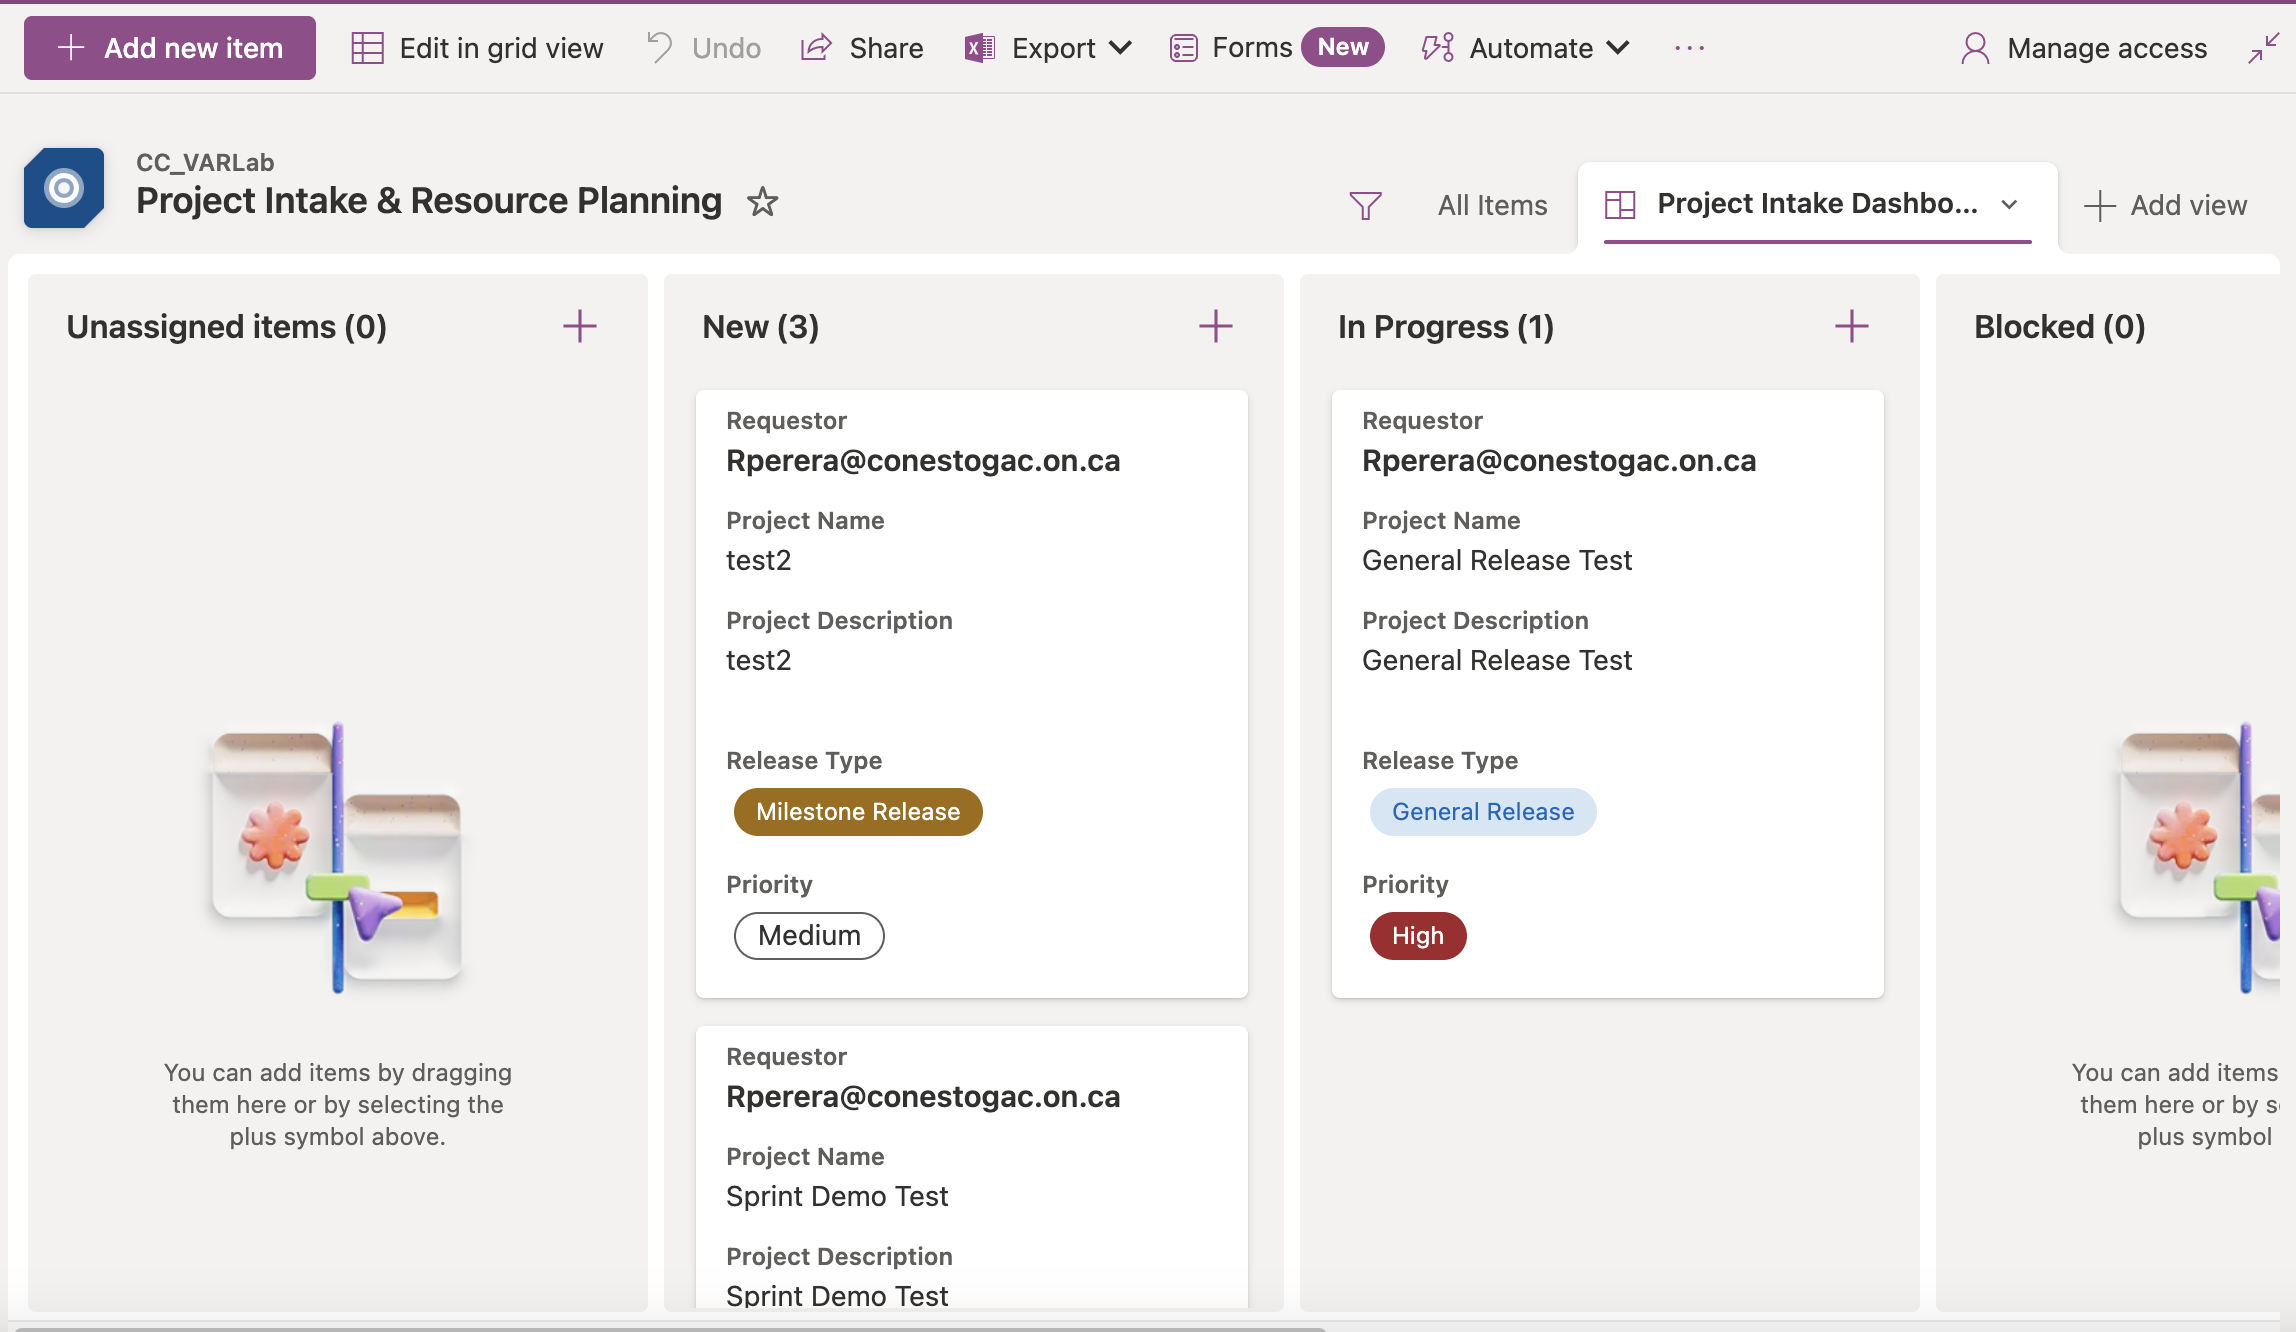 Add new item
Edit in grid view
Undo
Share
Export
Forms New
Automate
Manage access
CC_VARLab
Project Intake & Resource Planning
All Items
Project Intake Dashbo...
Add view
Unassigned items (0)
You can add items by dragging
them here or by selecting the
plus symbol above.
New (3)
Requestor
Rperera@conestogac.on.ca
Project Name
test2
Project Description
test2
Release Type
Milestone Release
Priority
Medium
Requestor
Rperera@conestogac.on.ca
Project Name
Sprint Demo Test
Project Description
Sprint Demo Test
In Progress (1)
Requestor
Rperera@conestogac.on.ca
Project Name
General Release Test
Project Description
General Release Test
Release Type
General Release
Priority
High
Blocked (0)
You can add items
them here or by
plus symbol